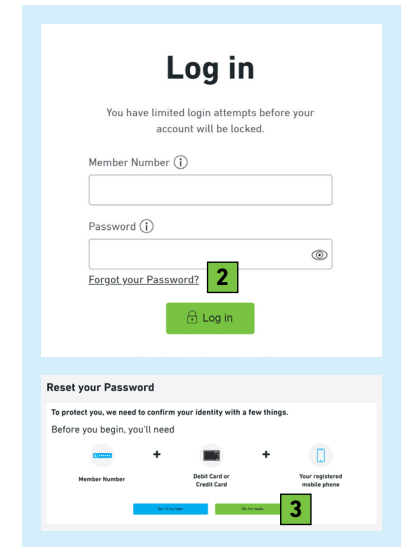 Log in
You have limited login attempts before your
account will be locked.
Member Number
Password
Forgot your Password?
2
Log in
Reset your Password
To protect you, we need to confirm your identity with a few things.
Before you begin, you'll need
+ +
Member Number
Debit Card or
Credit Card
Your registered
mobile phone
3